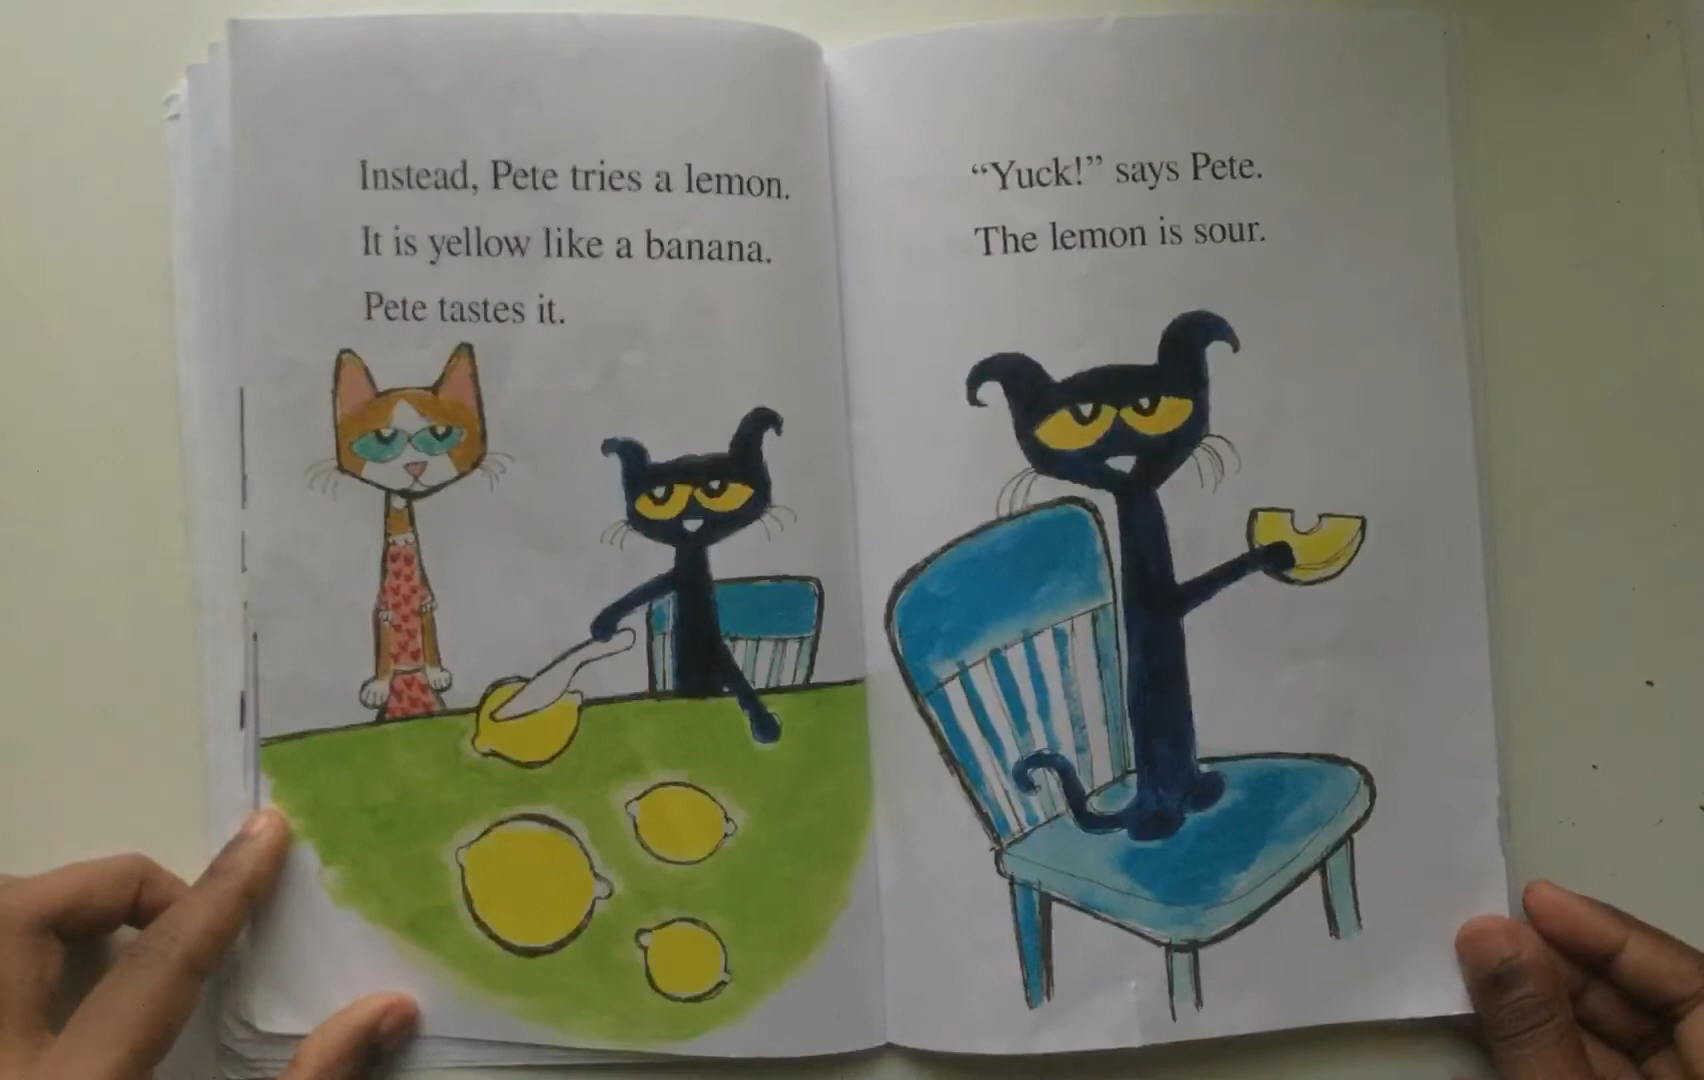 Instead, Pete tries a lemon.
It is yellow like a banana.
Pete tastes it.
“Yuck!” says Pete.
The lemon is sour.